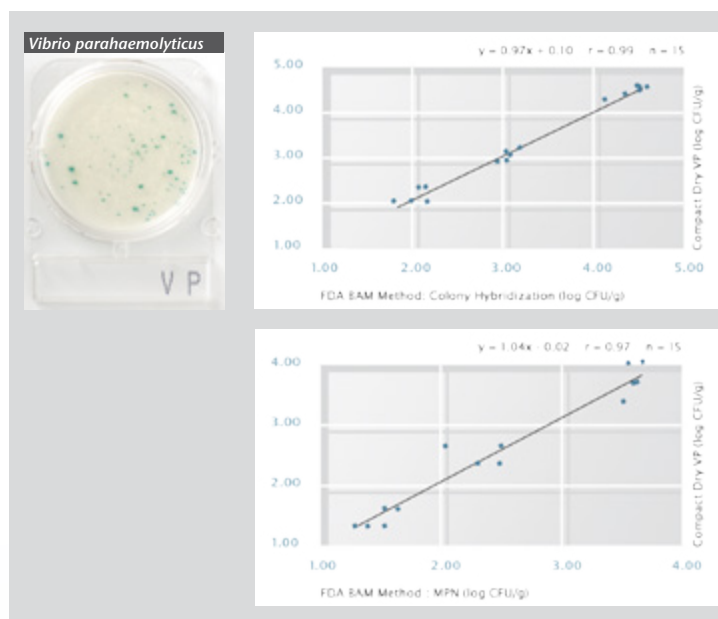 Vibrio parahaemolyticus
V P
y = 0.97x + 0.10 r = 0.99 n = 15
5.00
4.00
3.00
2.00
1.00
1.00 2.00 3.00 4.00 5.00
Compact Dry VP (log CFU/g)
FDA BAM Method: Colony Hybridization (log CFU/g)
y = 1.04x - 0.02 r = 0.97 n = 15
4.00
3.00
2.00
1.00
1.00 2.00 3.00 4.00
Compact Dry VP (log CFU/g)
FDA BAM Method : MPN (log CFU/g)